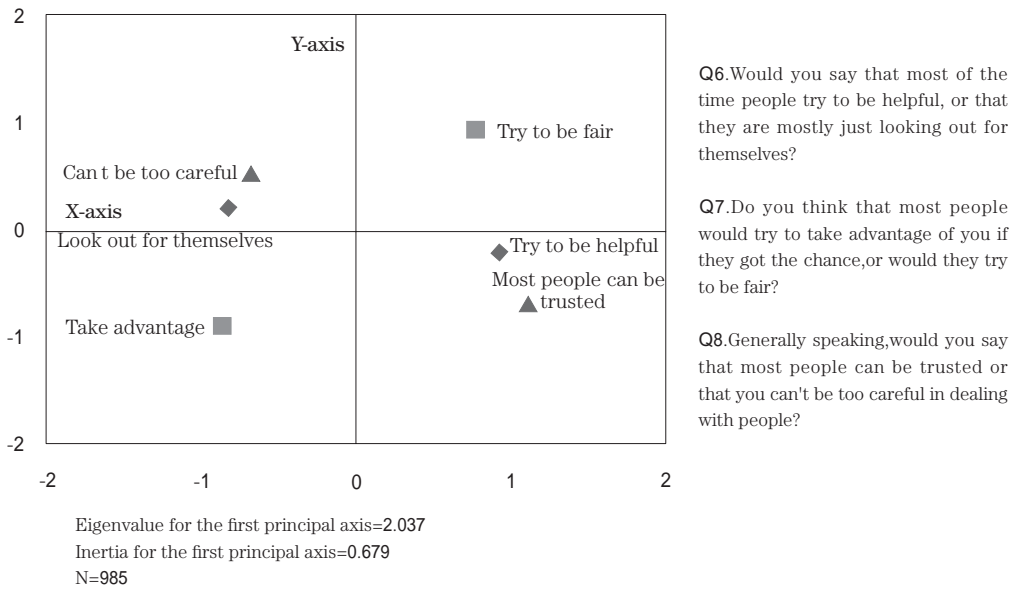 2
Y-axis
1
Try to be fair
Can t be too careful
X-axis
0
Look out for themselves
Try to be helpful
Most people can be
trusted
Take advantage
-1
-2
-2 -1 0 1 2
Eigenvalue for the first principal axis=2.037
Inertia for the first principal axis=0.679
N=985
Q6.Would you say that most of the
time people try to be helpful, or that
they are mostly just looking out for
themselves?
Q7.Do you think that most people
would try to take advantage of you if
they got the chance,or would they try
to be fair?
Q8.Generally speaking,would you say
that most people can be trusted or
that you can't be too careful in dealing
with people?